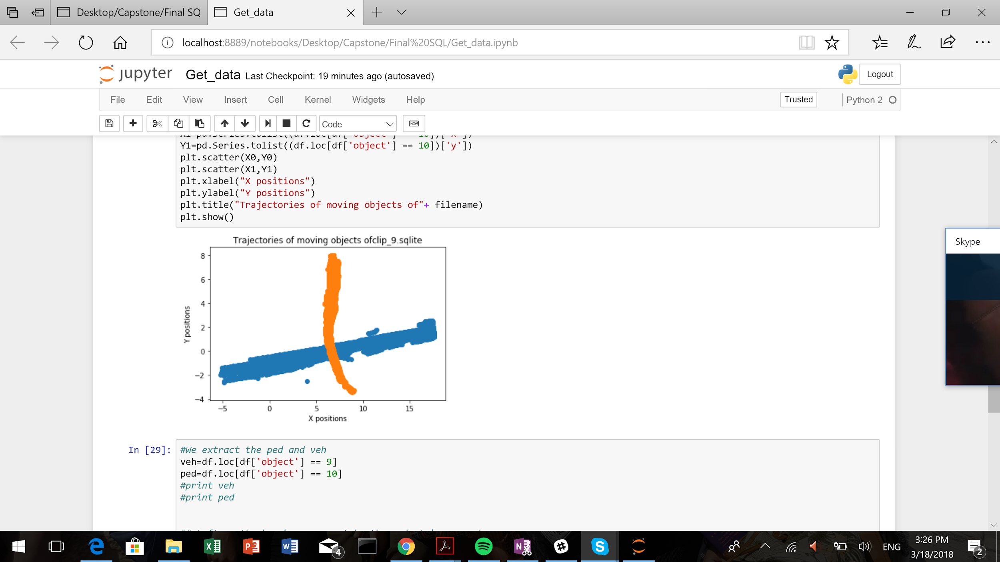 Desktop/Capstone/Final SQ
Get_data
localhost:8889/notebooks/Desktop/Capstone/Final%20SQL/Get_data.ipynb
jupyter Get_data Last Checkpoint: 19 minutes ago (autosaved)
Logout
File Edit View Insert Cell Kernel Widgets Help
Trusted
Python 2
Code
Y1=pd.Series.tolist((df.loc[df['object'] == 10])['y'])
plt.scatter(X0,Y0)
plt.scatter(X1,Y1)
plt.xlabel("X positions")
plt.ylabel("Y positions")
plt.title("Trajectories of moving objects of"+ filename)
plt.show()
Trajectories of moving objects ofclip_9.sqlite
8
6
4
2
0
−2
−4
Y positions
−5 0 5 10 15
X positions
Skype
In [29]:
#We extract the ped and veh
veh=df.loc[df['object'] == 9]
ped=df.loc[df['object'] == 10]
#print veh
#print ped
4
ENG
3:26 PM
3/18/2018
2